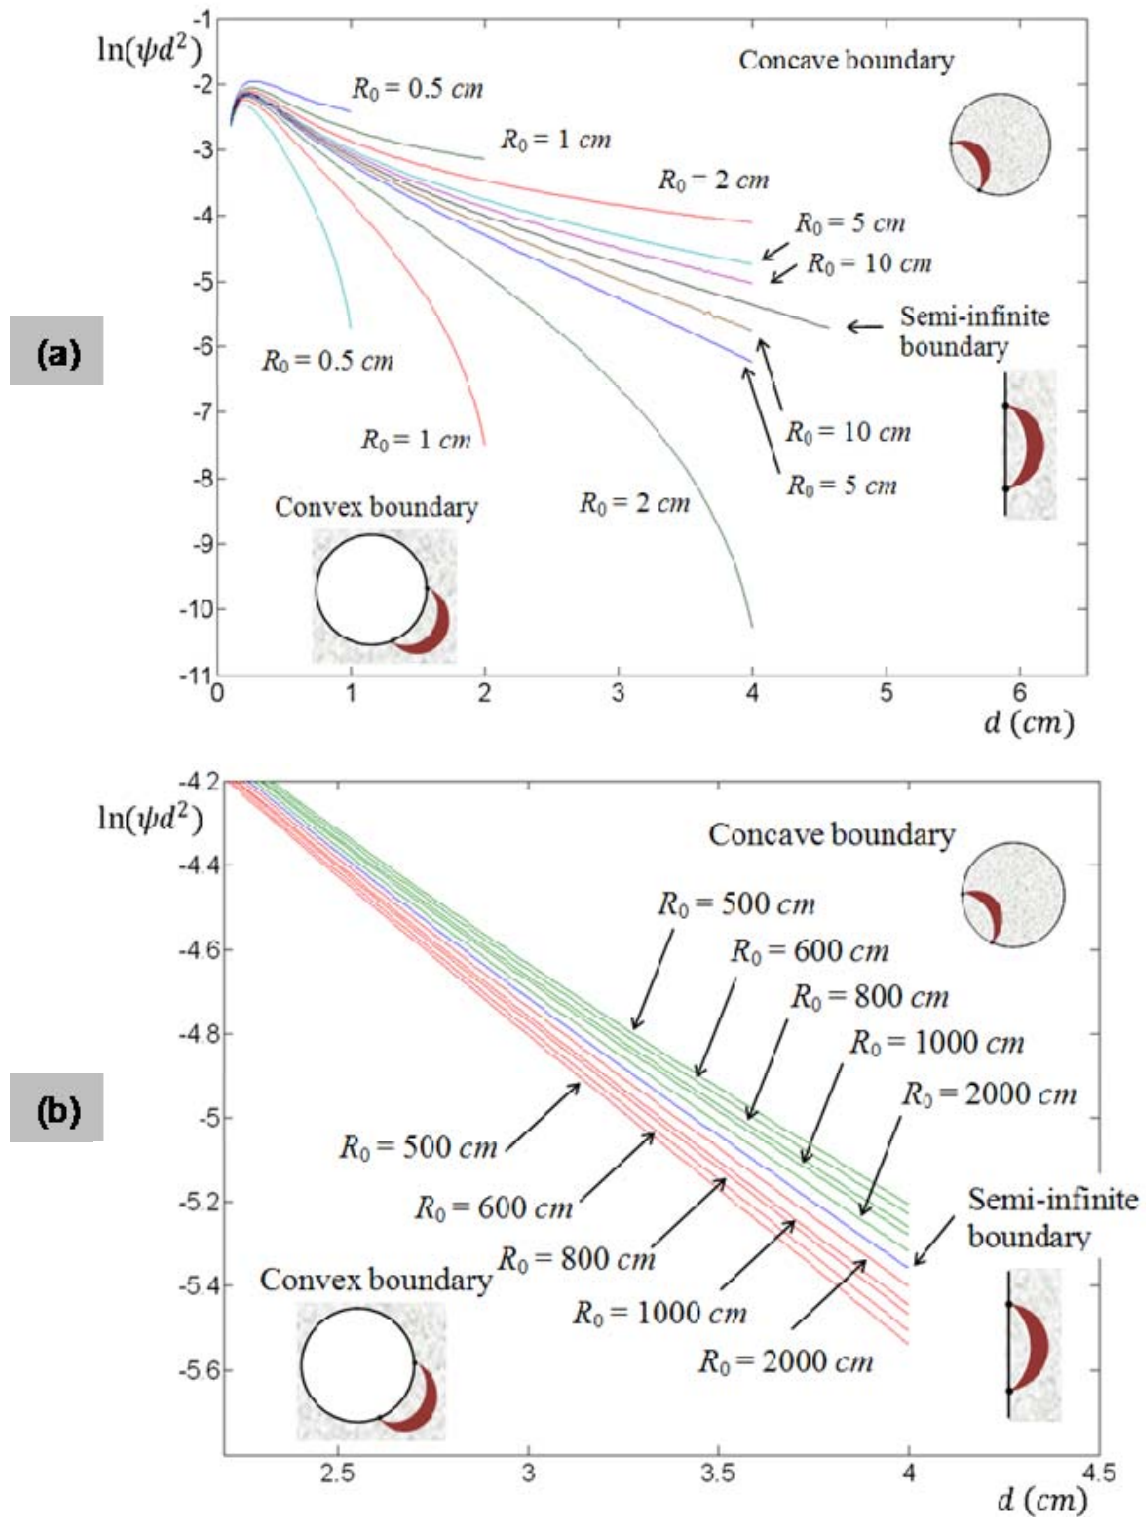 ln(ψd²)
-1
-2
-3
-4
-5
-6
-7
-8
-9
-10
-11
0
1
2
3
4
5
6
d (cm)
(a)
Concave boundary
R0 = 0.5 cm
R0 = 1 cm
R0 = 2 cm
R0 = 5 cm
R0 = 10 cm
Semi-infinite
boundary
R0 = 10 cm
R0 = 5 cm
R0 = 0.5 cm
R0 = 1 cm
R0 = 2 cm
Convex boundary
ln(ψd²)
-4.2
-4.4
-4.6
-4.8
-5
-5.2
-5.4
-5.6
2.5
3
3.5
4
4.5
d (cm)
(b)
Concave boundary
R0 = 500 cm
R0 = 600 cm
R0 = 800 cm
R0 = 1000 cm
R0 = 2000 cm
Semi-infinite
boundary
R0 = 500 cm
R0 = 600 cm
R0 = 800 cm
R0 = 1000 cm
R0 = 2000 cm
Convex boundary